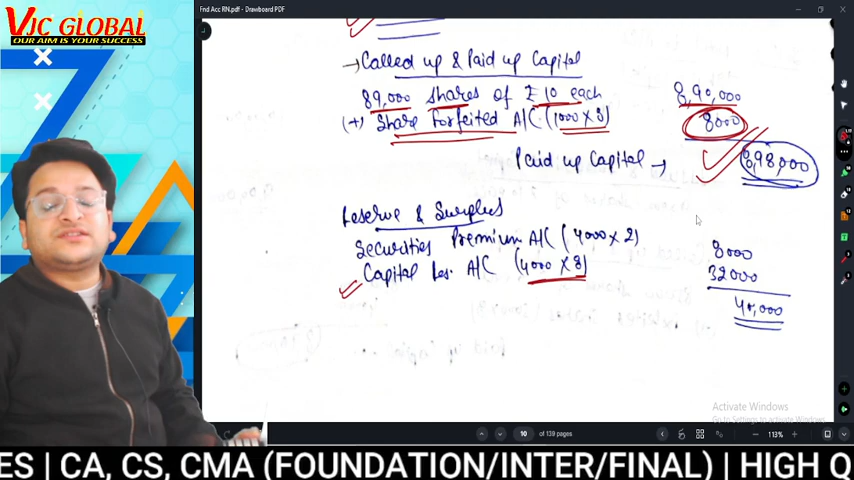 VJC GLOBAL
OUR AIM IS YOUR SUCCESS
Fnd Acc RN.pdf - Drawboard PDF
→ Called up & Paid up Capital
89,000 shares of ₹ 10 each 8,90,000
(+) Share Forfeited A/C (1000 × 8) 8000
Paid up Capital → 8,98,000
Reserve & Surplus
Securities Premium A/C (4000 × 2) 8000
Capital Res. A/C (4000 × 8) 32000
40,000
Activate Windows
Go to Settings to activate Windows.
10 of 139 pages
113%
ES | CA, CS, CMA (FOUNDATION/INTER/FINAL) | HIGH Q